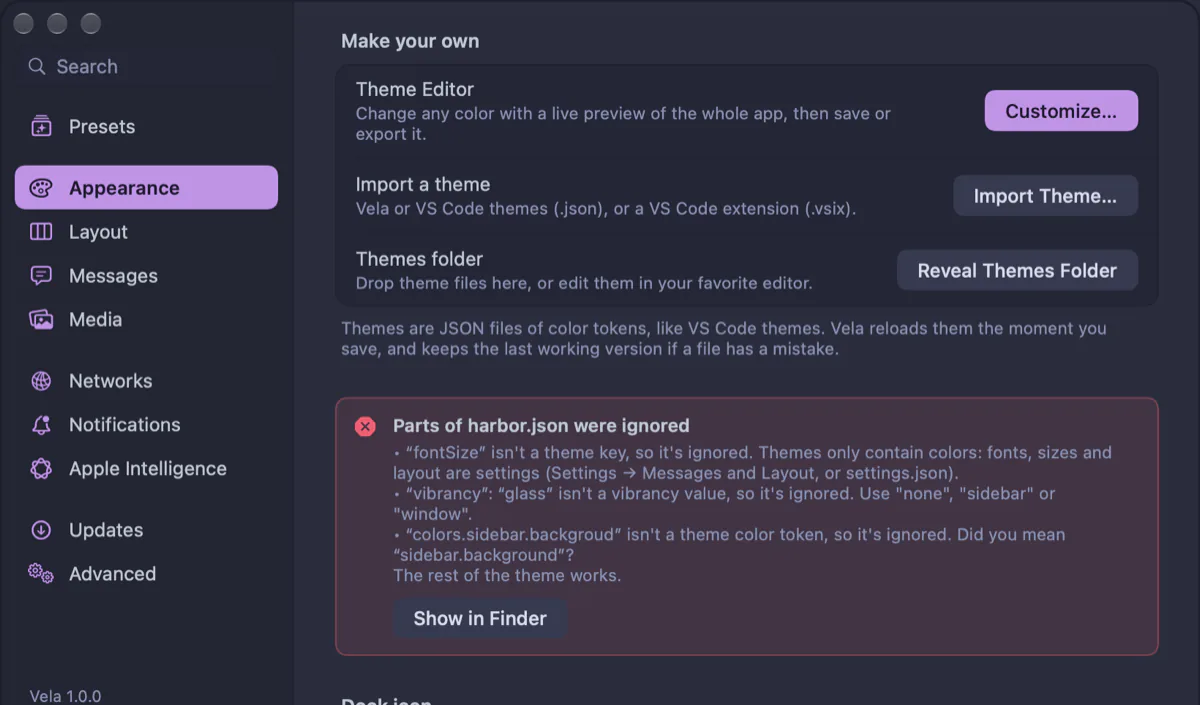 Search
Presets
Appearance
Layout
Messages
Media
Networks
Notifications
Apple Intelligence
Updates
Advanced
Vela 1.0.0
Make your own
Theme Editor
Change any color with a live preview of the whole app, then save or
export it.
Customize...
Import a theme
Vela or VS Code themes (.json), or a VS Code extension (.vsix).
Import Theme...
Themes folder
Drop theme files here, or edit them in your favorite editor.
Reveal Themes Folder
Themes are JSON files of color tokens, like VS Code themes. Vela reloads them the moment you
save, and keeps the last working version if a file has a mistake.
Parts of harbor.json were ignored
• “fontSize” isn't a theme key, so it's ignored. Themes only contain colors: fonts, sizes and
layout are settings (Settings → Messages and Layout, or settings.json).
• “vibrancy”: “glass” isn't a vibrancy value, so it's ignored. Use "none", "sidebar" or
"window".
• “colors.sidebar.backgroud” isn't a theme color token, so it's ignored. Did you mean
“sidebar.background”?
The rest of the theme works.
Show in Finder
Dock icon